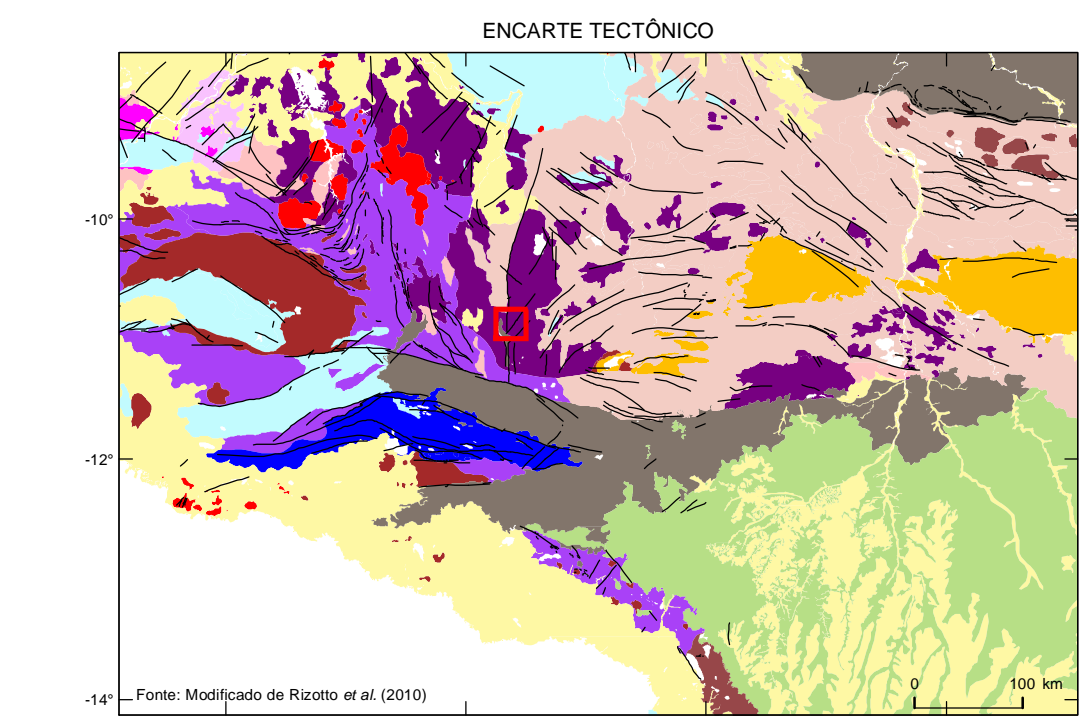 ENCARTE TECTÔNICO
-10°
-12°
-14°
Fonte: Modificado de Rizotto et al. (2010)
0 100 km